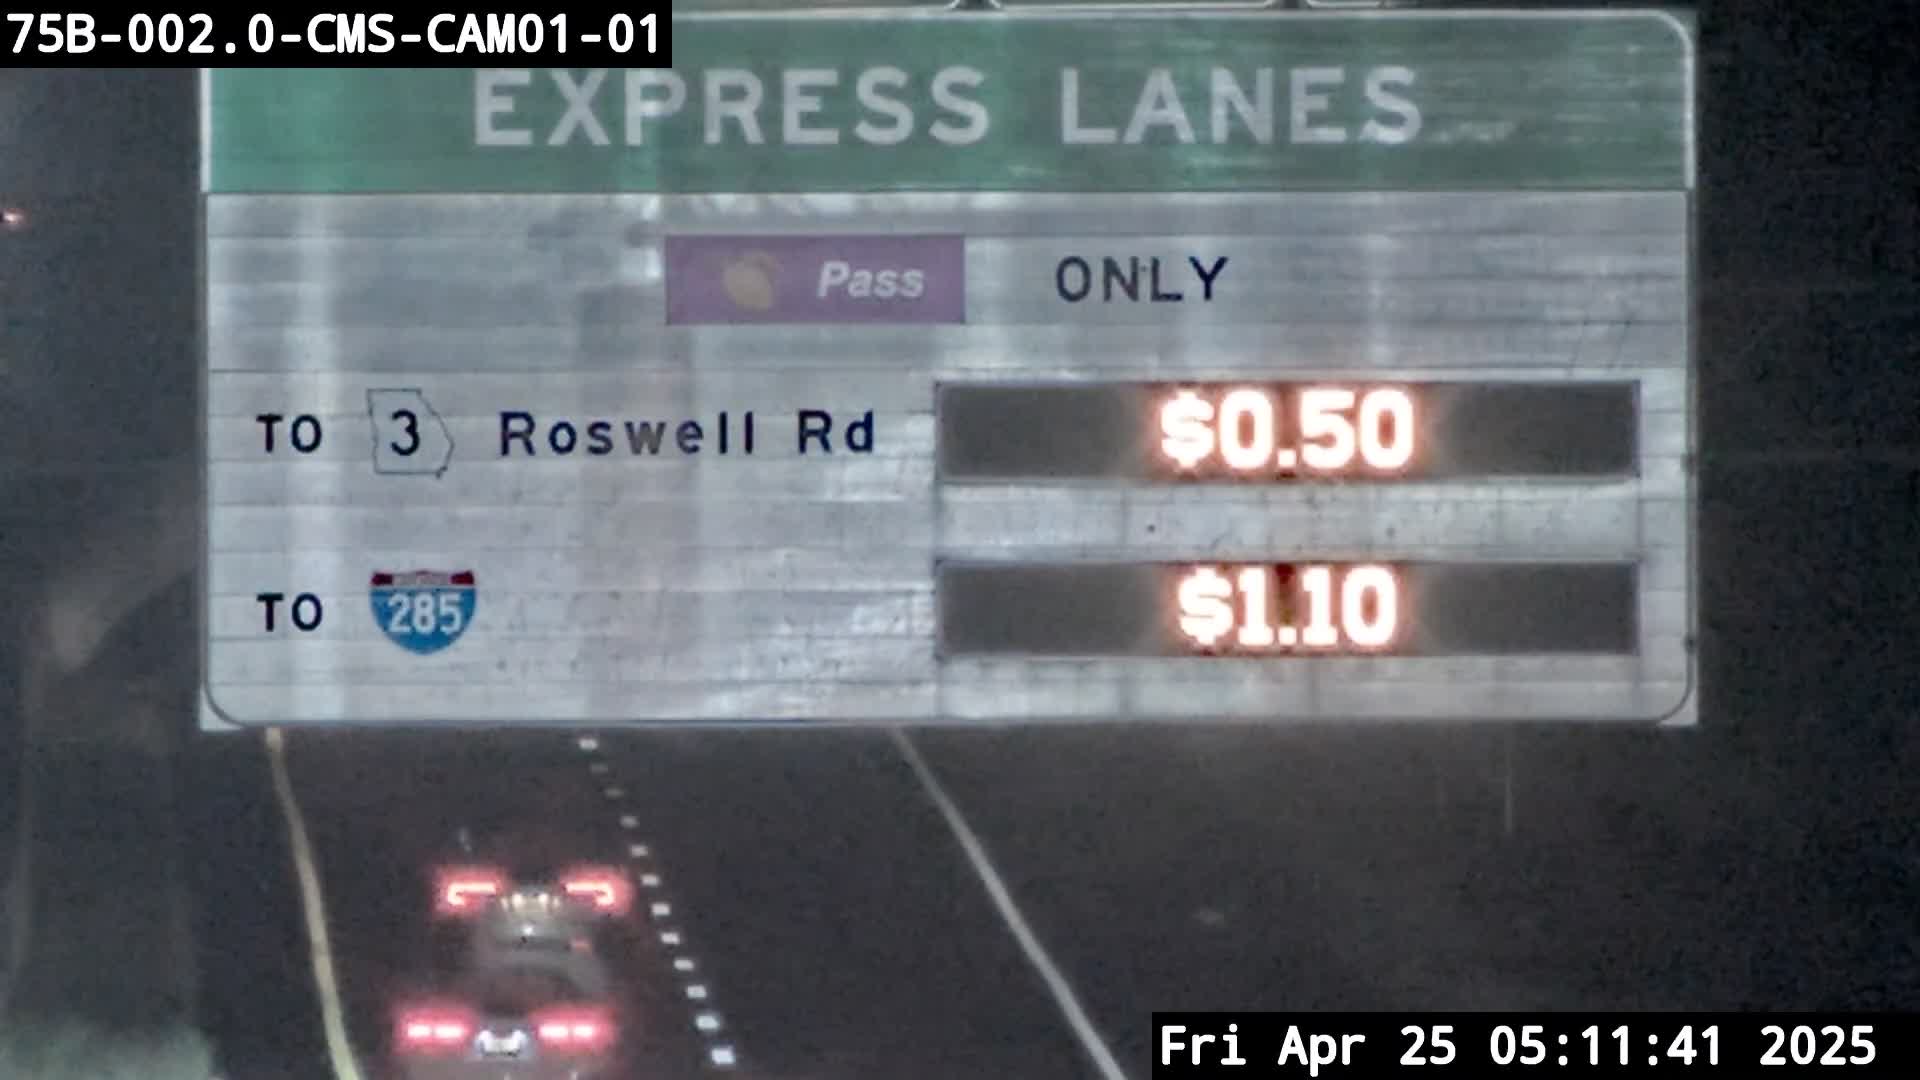 75B-002.0-CMS-CAM01-01
EXPRESS LANES
Pass ONLY
TO 3 Roswell Rd $0.50
TO 285 $1.10
Fri Apr 25 05:11:41 2025